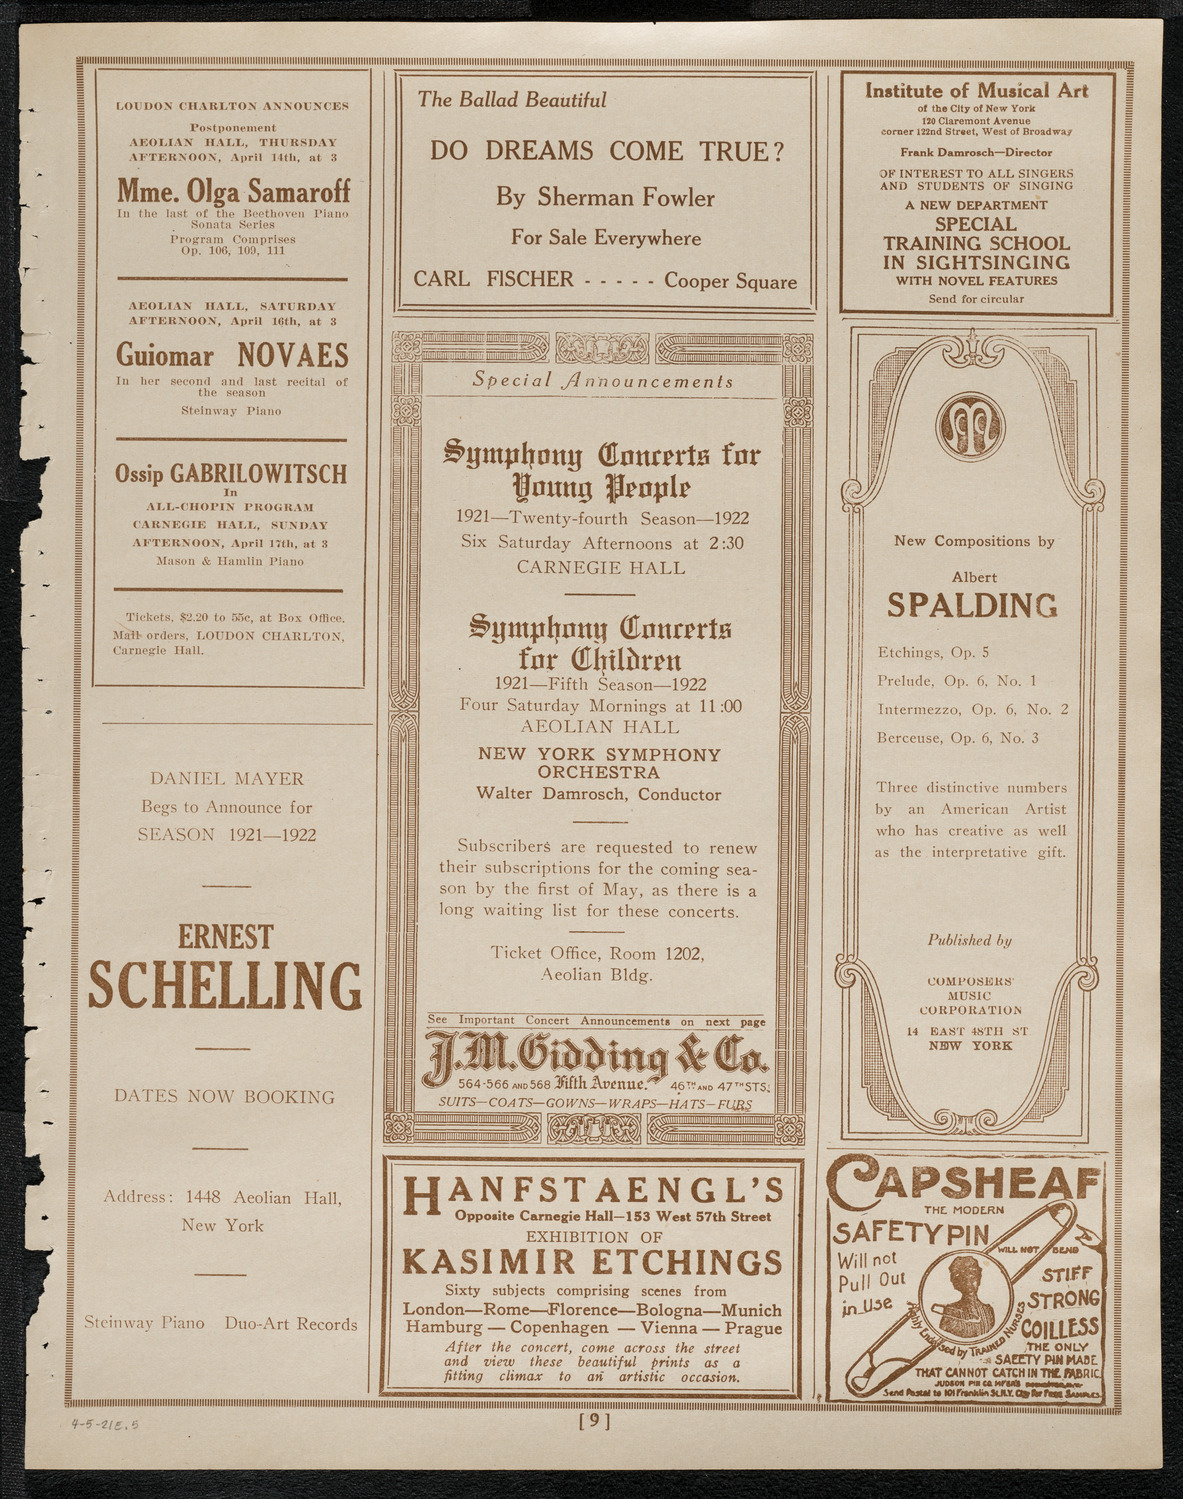 LOUDON CHARLTON ANNOUNCES
Postponement
AEOLIAN HALL, THURSDAY
AFTERNOON, April 14th, at 3
Mme. Olga Samaroff
In the last of the Beethoven Piano
Sonata Series
Program Comprises
Op. 106, 109, 111
AEOLIAN HALL, SATURDAY
AFTERNOON, April 16th, at 3
Guiomar NOVAES
In her second and last recital of
the season
Steinway Piano
Ossip GABRILOWITSCH
In
ALL-CHOPIN PROGRAM
CARNEGIE HALL, SUNDAY
AFTERNOON, April 17th, at 3
Mason & Hamlin Piano
Tickets, $2.20 to 55c, at Box Office.
Mail orders, LOUDON CHARLTON,
Carnegie Hall.
DANIEL MAYER
Begs to Announce for
SEASON 1921—1922
ERNEST
SCHELLING
DATES NOW BOOKING
Address: 1448 Aeolian Hall,
New York
Steinway Piano Duo-Art Records
The Ballad Beautiful
DO DREAMS COME TRUE?
By Sherman Fowler
For Sale Everywhere
CARL FISCHER - - - - - Cooper Square
Special Announcements
Symphony Concerts for
Young People
1921—Twenty-fourth Season—1922
Six Saturday Afternoons at 2:30
CARNEGIE HALL
Symphony Concerts
for Children
1921—Fifth Season—1922
Four Saturday Mornings at 11:00
AEOLIAN HALL
NEW YORK SYMPHONY
ORCHESTRA
Walter Damrosch, Conductor
Subscribers are requested to renew
their subscriptions for the coming sea-
son by the first of May, as there is a
long waiting list for these concerts.
Ticket Office, Room 1202,
Aeolian Bldg.
See Important Concert Announcements on next page
J.M.Gidding & Co.
564-566 AND 568 Fifth Avenue. 46TH AND 47TH STS.
SUITS—COATS—GOWNS—WRAPS—HATS—FURS
HANFSTAENGL'S
Opposite Carnegie Hall—153 West 57th Street
EXHIBITION OF
KASIMIR ETCHINGS
Sixty subjects comprising scenes from
London—Rome—Florence—Bologna—Munich
Hamburg — Copenhagen — Vienna — Prague
After the concert, come across the street
and view these beautiful prints as a
fitting climax to an artistic occasion.
Institute of Musical Art
of the City of New York
120 Claremont Avenue
corner 122nd Street, West of Broadway
Frank Damrosch—Director
OF INTEREST TO ALL SINGERS
AND STUDENTS OF SINGING
A NEW DEPARTMENT
SPECIAL
TRAINING SCHOOL
IN SIGHTSINGING
WITH NOVEL FEATURES
Send for circular
New Compositions by
Albert
SPALDING
Etchings, Op. 5
Prelude, Op. 6, No. 1
Intermezzo, Op. 6, No. 2
Berceuse, Op. 6, No. 3
Three distinctive numbers
by an American Artist
who has creative as well
as the interpretative gift.
Published by
COMPOSERS'
MUSIC
CORPORATION
14 EAST 48TH ST
NEW YORK
CAPSHEAF
THE MODERN
SAFETY PIN
WILL NOT BEND
Will not
Pull Out
in Use
STIFF
STRONG
COILLESS
Highly Endorsed by TRAINED NURSES
THE ONLY
SAFETY PIN MADE
THAT CANNOT CATCH IN THE FABRIC
JUDSON PIN CO. MFGRS
Send Postal to 101 Franklin St. N.Y. City for Free SAMPLES.
[9]
4-5-21E.5